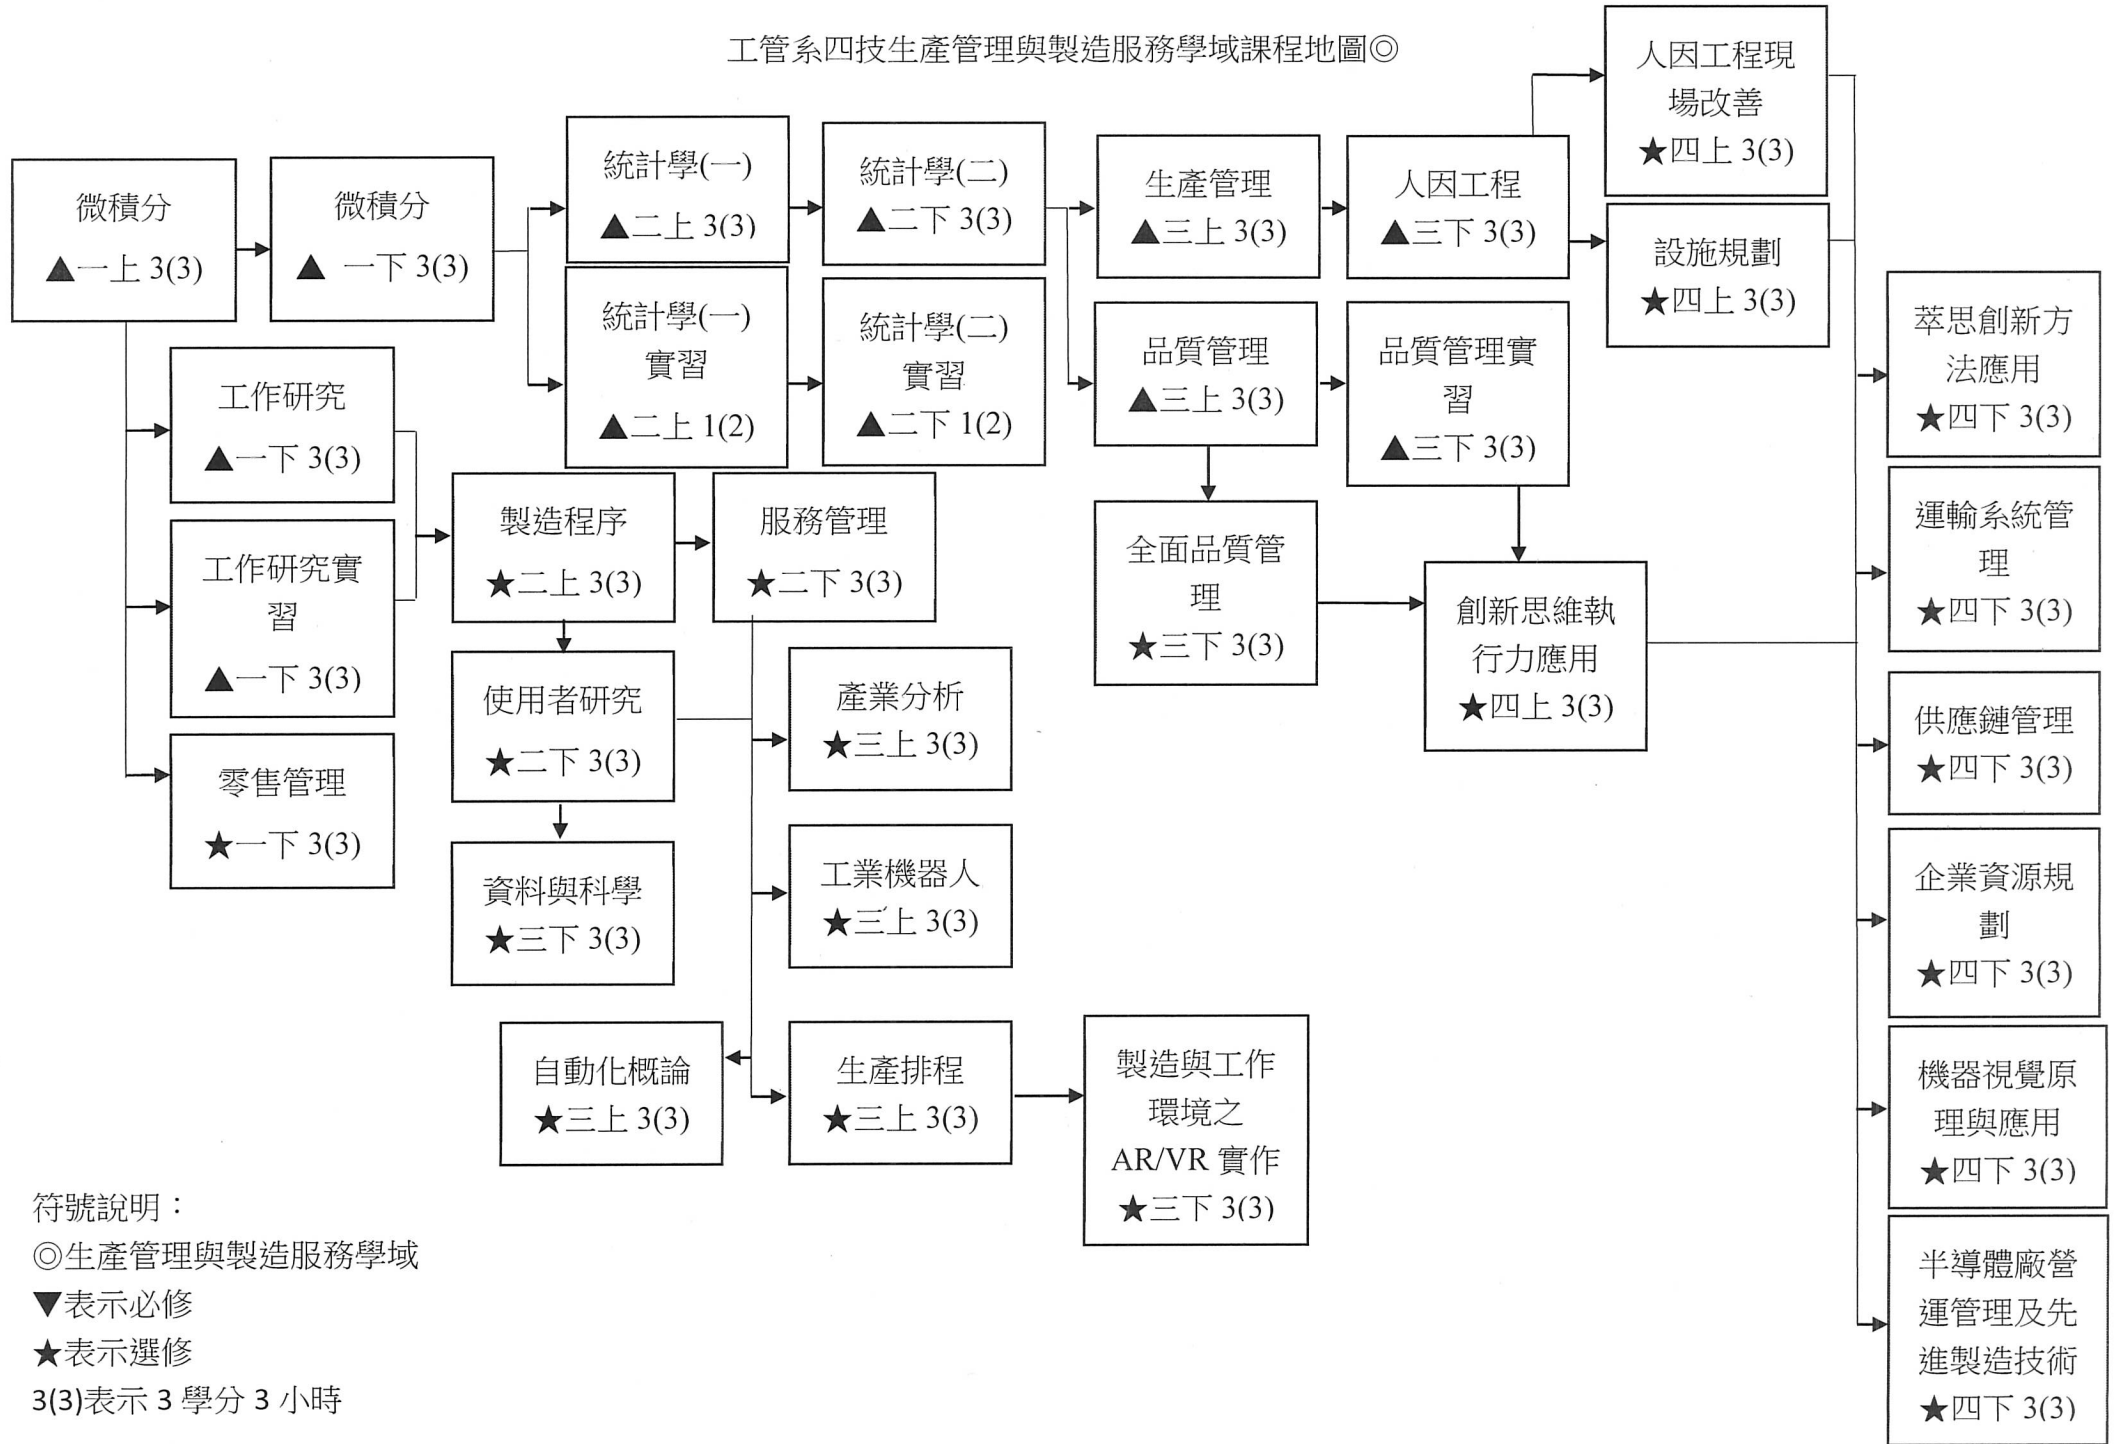 工管系四技生產管理與製造服務學域課程地圖◎
微積分
▲一上 3(3)
微積分
▲ 一下 3(3)
統計學(一)
▲二上 3(3)
統計學(二)
▲二下 3(3)
生產管理
▲三上 3(3)
人因工程
▲三下 3(3)
人因工程現
場改善
★四上 3(3)
設施規劃
★四上 3(3)
統計學(一)
實習
▲二上 1(2)
統計學(二)
實習
▲二下 1(2)
品質管理
▲三上 3(3)
品質管理實
習
▲三下 3(3)
工作研究
▲一下 3(3)
工作研究實
習
▲一下 3(3)
零售管理
★一下 3(3)
製造程序
★二上 3(3)
服務管理
★二下 3(3)
全面品質管
理
★三下 3(3)
創新思維執
行力應用
★四上 3(3)
使用者研究
★二下 3(3)
資料與科學
★三下 3(3)
產業分析
★三上 3(3)
工業機器人
★三上 3(3)
自動化概論
★三上 3(3)
生產排程
★三上 3(3)
製造與工作
環境之
AR/VR 實作
★三下 3(3)
萃思創新方
法應用
★四下 3(3)
運輸系統管
理
★四下 3(3)
供應鏈管理
★四下 3(3)
企業資源規
劃
★四下 3(3)
機器視覺原
理與應用
★四下 3(3)
半導體廠營
運管理及先
進製造技術
★四下 3(3)
符號說明：
◎生產管理與製造服務學域
▼表示必修
★表示選修
3(3)表示 3 學分 3 小時